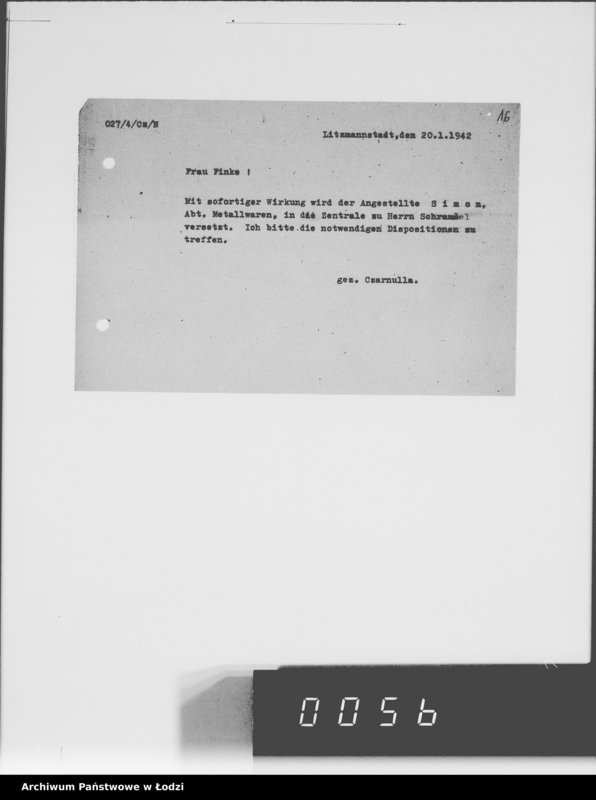 16
027/4/Cz/N
Litzmannstadt,den 20.1.1942
Frau Finke !
Mit sofortiger Wirkung wird der Angestellte S i m o n,
Abt. Metallwaren, in die Zentrale zu Herrn Schrammel
versetzt. Ich bitte die notwendigen Dispositionen zu
treffen.
gez. Czarnulla.
0056
Archiwum Państwowe w Łodzi